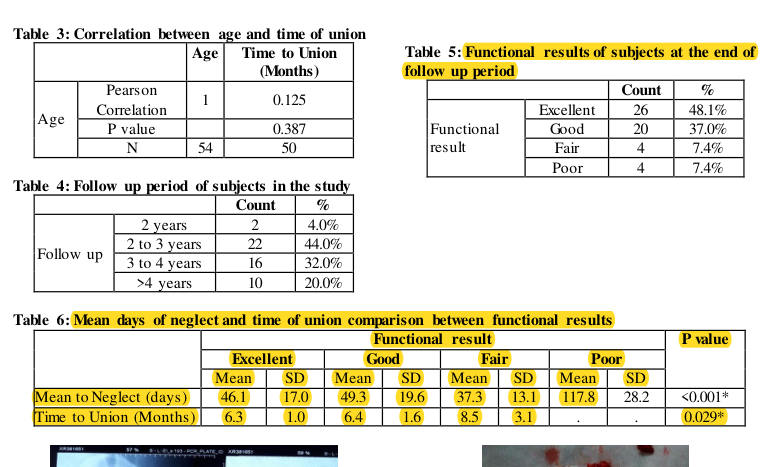 Table 3: Correlation between age and time of union
Age Time to Union (Months)
Age Pearson Correlation 1 0.125
P value 0.387
N 54 50
Table 4: Follow up period of subjects in the study
Count %
Follow up 2 years 2 4.0%
2 to 3 years 22 44.0%
3 to 4 years 16 32.0%
>4 years 10 20.0%
Table 5: Functional results of subjects at the end of
follow up period
Count %
Functional result Excellent 26 48.1%
Good 20 37.0%
Fair 4 7.4%
Poor 4 7.4%
Table 6: Mean days of neglect and time of union comparison between functional results
Functional result P value
Excellent Good Fair Poor
Mean SD Mean SD Mean SD Mean SD
Mean to Neglect (days) 46.1 17.0 49.3 19.6 37.3 13.1 117.8 28.2 <0.001*
Time to Union (Months) 6.3 1.0 6.4 1.6 8.5 3.1 . . 0.029*